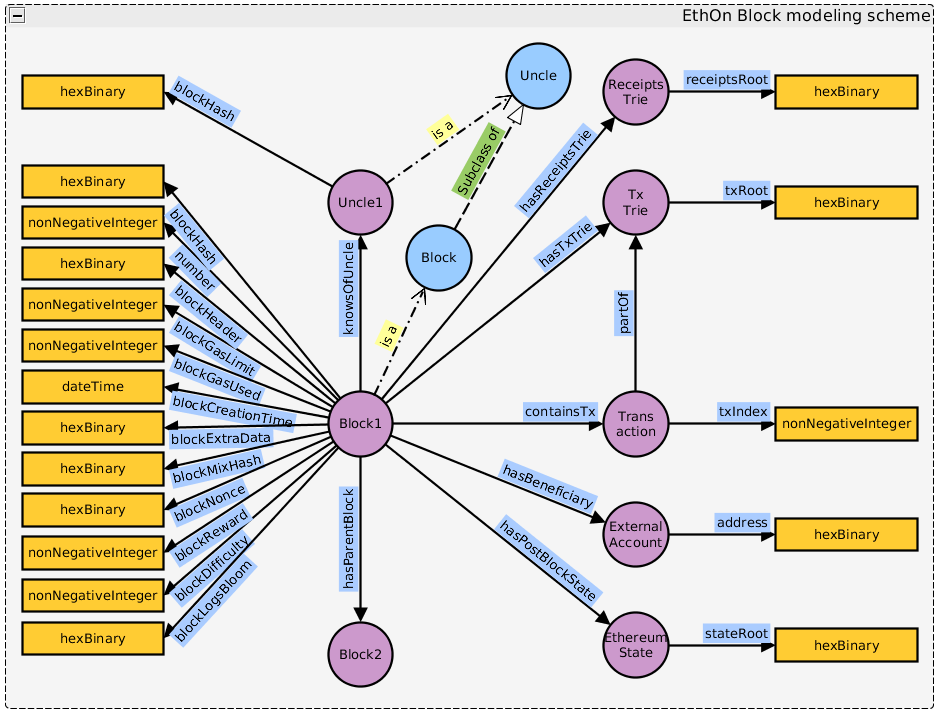 EthOn Block modeling scheme
hexBinary
blockHash
Uncle
Receipts
Trie
receiptsRoot
hexBinary
is a
Subclass of
hasReceiptsTrie
hexBinary
nonNegativeInteger
hexBinary
nonNegativeInteger
nonNegativeInteger
dateTime
hexBinary
hexBinary
hexBinary
nonNegativeInteger
nonNegativeInteger
hexBinary
blockHash
number
blockHeader
blockGasLimit
blockGasUsed
blockCreationTime
blockExtraData
blockMixHash
blockNonce
blockReward
blockDifficulty
blockLogsBloom
Uncle1
knowsOfUncle
Block
is a
Block1
hasParentBlock
Block2
hasTxTrie
Tx
Trie
txRoot
hexBinary
partOf
containsTx
Trans
action
txIndex
nonNegativeInteger
hasBeneficiary
External
Account
address
hexBinary
hasPostBlockState
Ethereum
State
stateRoot
hexBinary